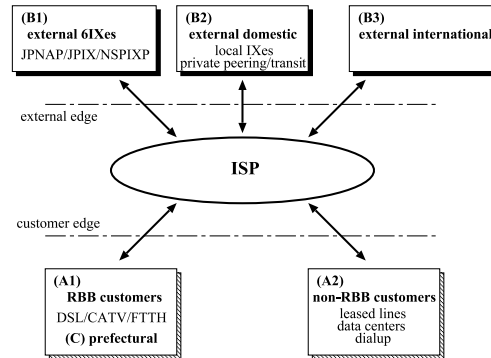 (B1)
external 6IXes
JPNAP/JPIX/NSPIXP
(B2)
external domestic
local IXes
private peering/transit
(B3)
external international
external edge
ISP
customer edge
(A1)
RBB customers
DSL/CATV/FTTH
(C) prefectural
(A2)
non-RBB customers
leased lines
data centers
dialup